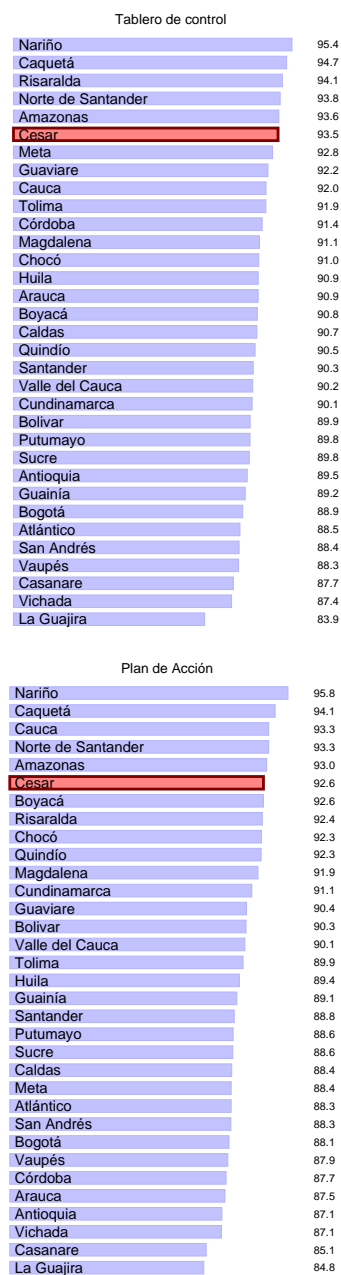 Tablero de control
Nariño 95.4
Caquetá 94.7
Risaralda 94.1
Norte de Santander 93.8
Amazonas 93.6
Cesar 93.5
Meta 92.8
Guaviare 92.2
Cauca 92.0
Tolima 91.9
Córdoba 91.4
Magdalena 91.1
Chocó 91.0
Huila 90.9
Arauca 90.9
Boyacá 90.8
Caldas 90.7
Quindío 90.5
Santander 90.3
Valle del Cauca 90.2
Cundinamarca 90.1
Bolivar 89.9
Putumayo 89.8
Sucre 89.8
Antioquia 89.5
Guainía 89.2
Bogotá 88.9
Atlántico 88.5
San Andrés 88.4
Vaupés 88.3
Casanare 87.7
Vichada 87.4
La Guajira 83.9
Plan de Acción
Nariño 95.8
Caquetá 94.1
Cauca 93.3
Norte de Santander 93.3
Amazonas 93.0
Cesar 92.6
Boyacá 92.6
Risaralda 92.4
Chocó 92.3
Quindío 92.3
Magdalena 91.9
Cundinamarca 91.1
Guaviare 90.4
Bolivar 90.3
Valle del Cauca 90.1
Tolima 89.9
Huila 89.4
Guainía 89.1
Santander 88.8
Putumayo 88.6
Sucre 88.6
Caldas 88.4
Meta 88.4
Atlántico 88.3
San Andrés 88.3
Bogotá 88.1
Vaupés 87.9
Córdoba 87.7
Arauca 87.5
Antioquia 87.1
Vichada 87.1
Casanare 85.1
La Guajira 84.8